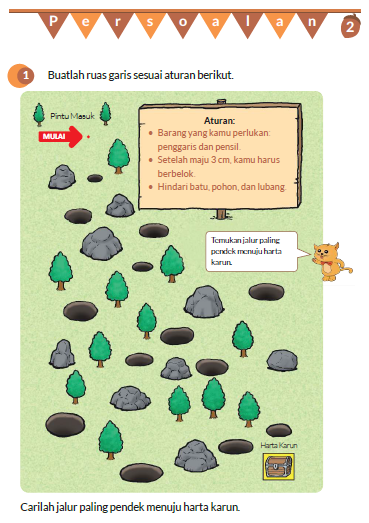 Persoalan
2
1 Buatlah ruas garis sesuai aturan berikut.
Pintu Masuk
MULAI
Aturan:
• Barang yang kamu perlukan:
penggaris dan pensil.
• Setelah maju 3 cm, kamu harus
berbelok.
• Hindari batu, pohon, dan lubang.
Temukan jalur paling
pendek menuju harta
karun.
Harta Karun
Carilah jalur paling pendek menuju harta karun.